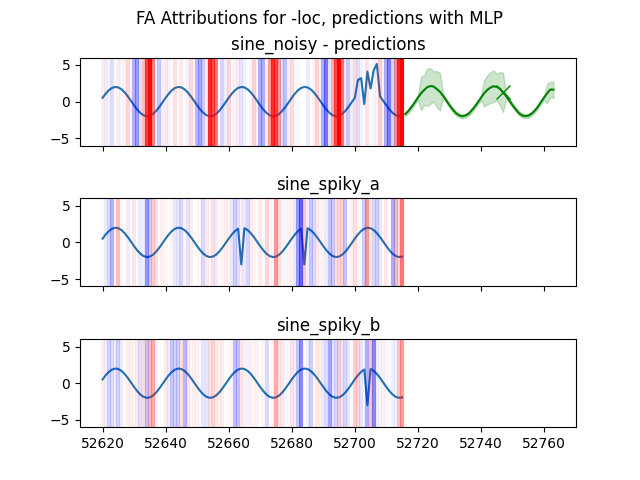 FA Attributions for -loc, predictions with MLP
sine_noisy - predictions
5
0
−5
sine_spiky_a
5
0
−5
sine_spiky_b
5
0
−5
52620 52640 52660 52680 52700 52720 52740 52760